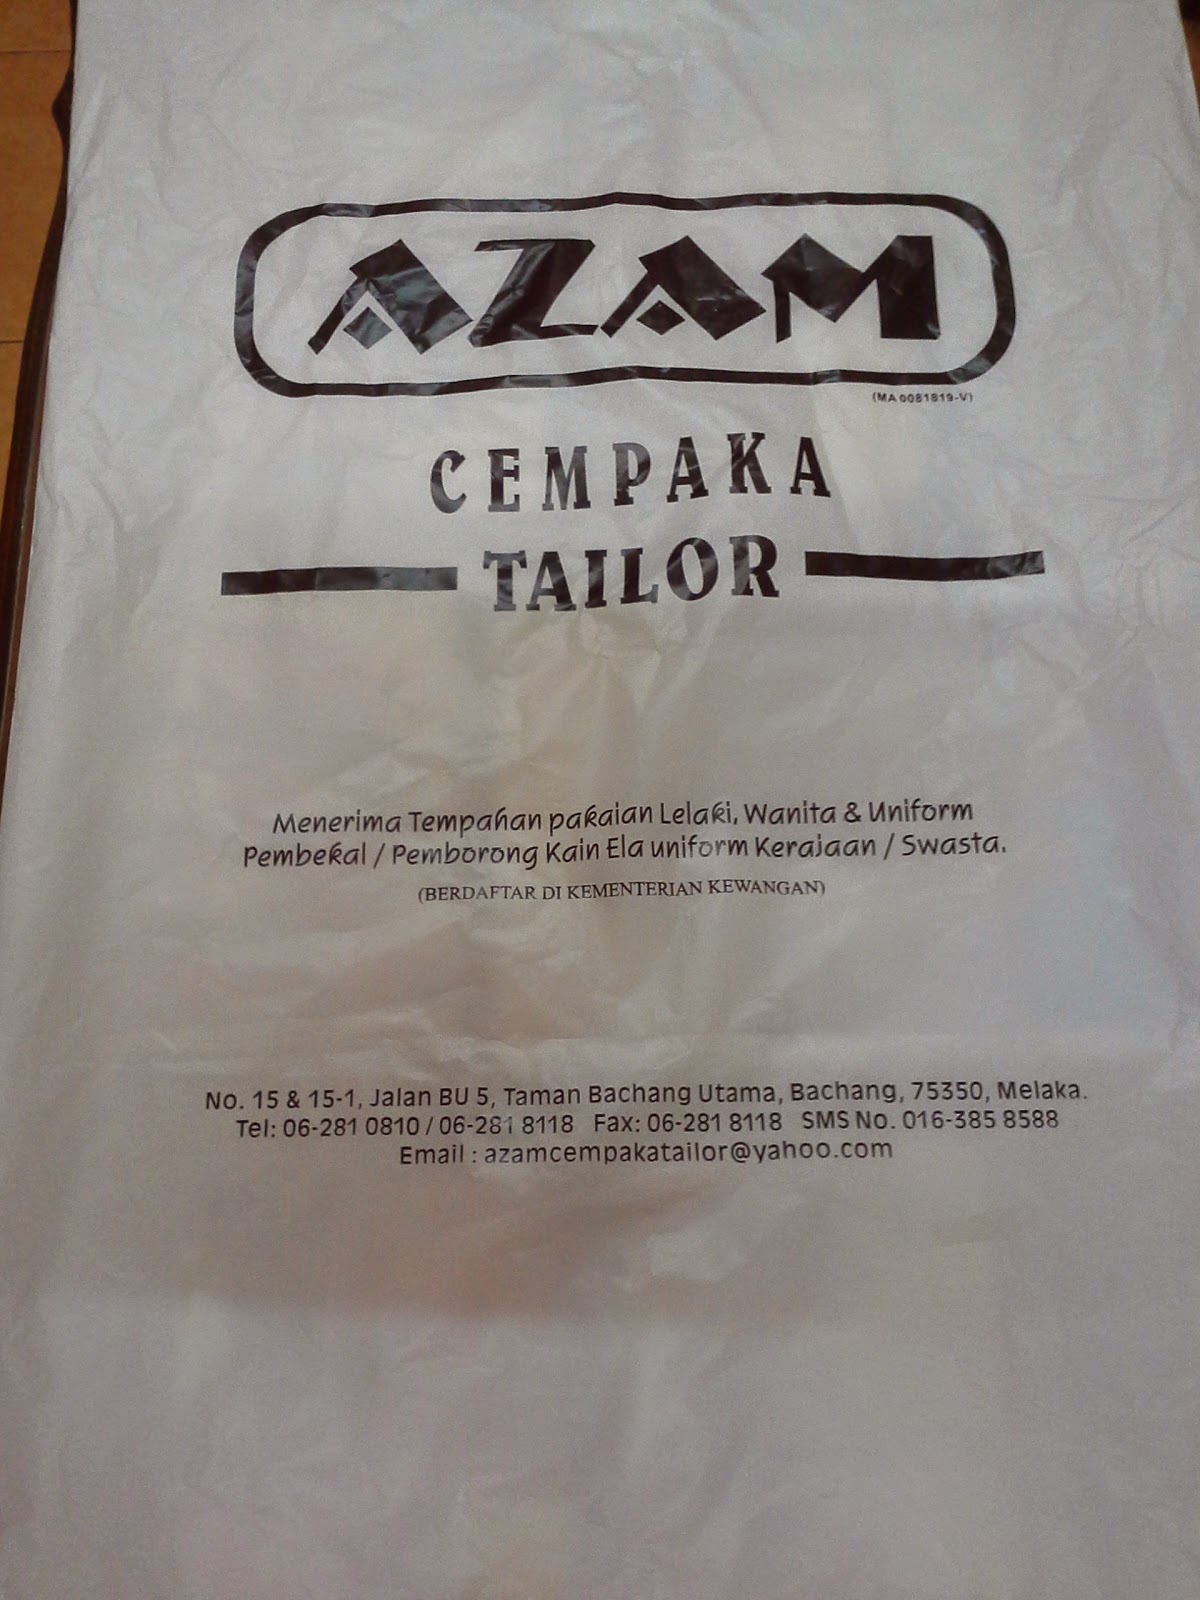 AZAM
(MA 0081819-V)
CEMPAKA
TAILOR
Menerima Tempahan pakaian Lelaki, Wanita & Uniform
Pembekal / Pemborong Kain Ela uniform Kerajaan / Swasta.
(BERDAFTAR DI KEMENTERIAN KEWANGAN)
No. 15 & 15-1, Jalan BU 5, Taman Bachang Utama, Bachang, 75350, Melaka.
Tel: 06-281 0810 / 06-281 8118 Fax: 06-281 8118 SMS No. 016-385 8588
Email : azamcempakatailor@yahoo.com